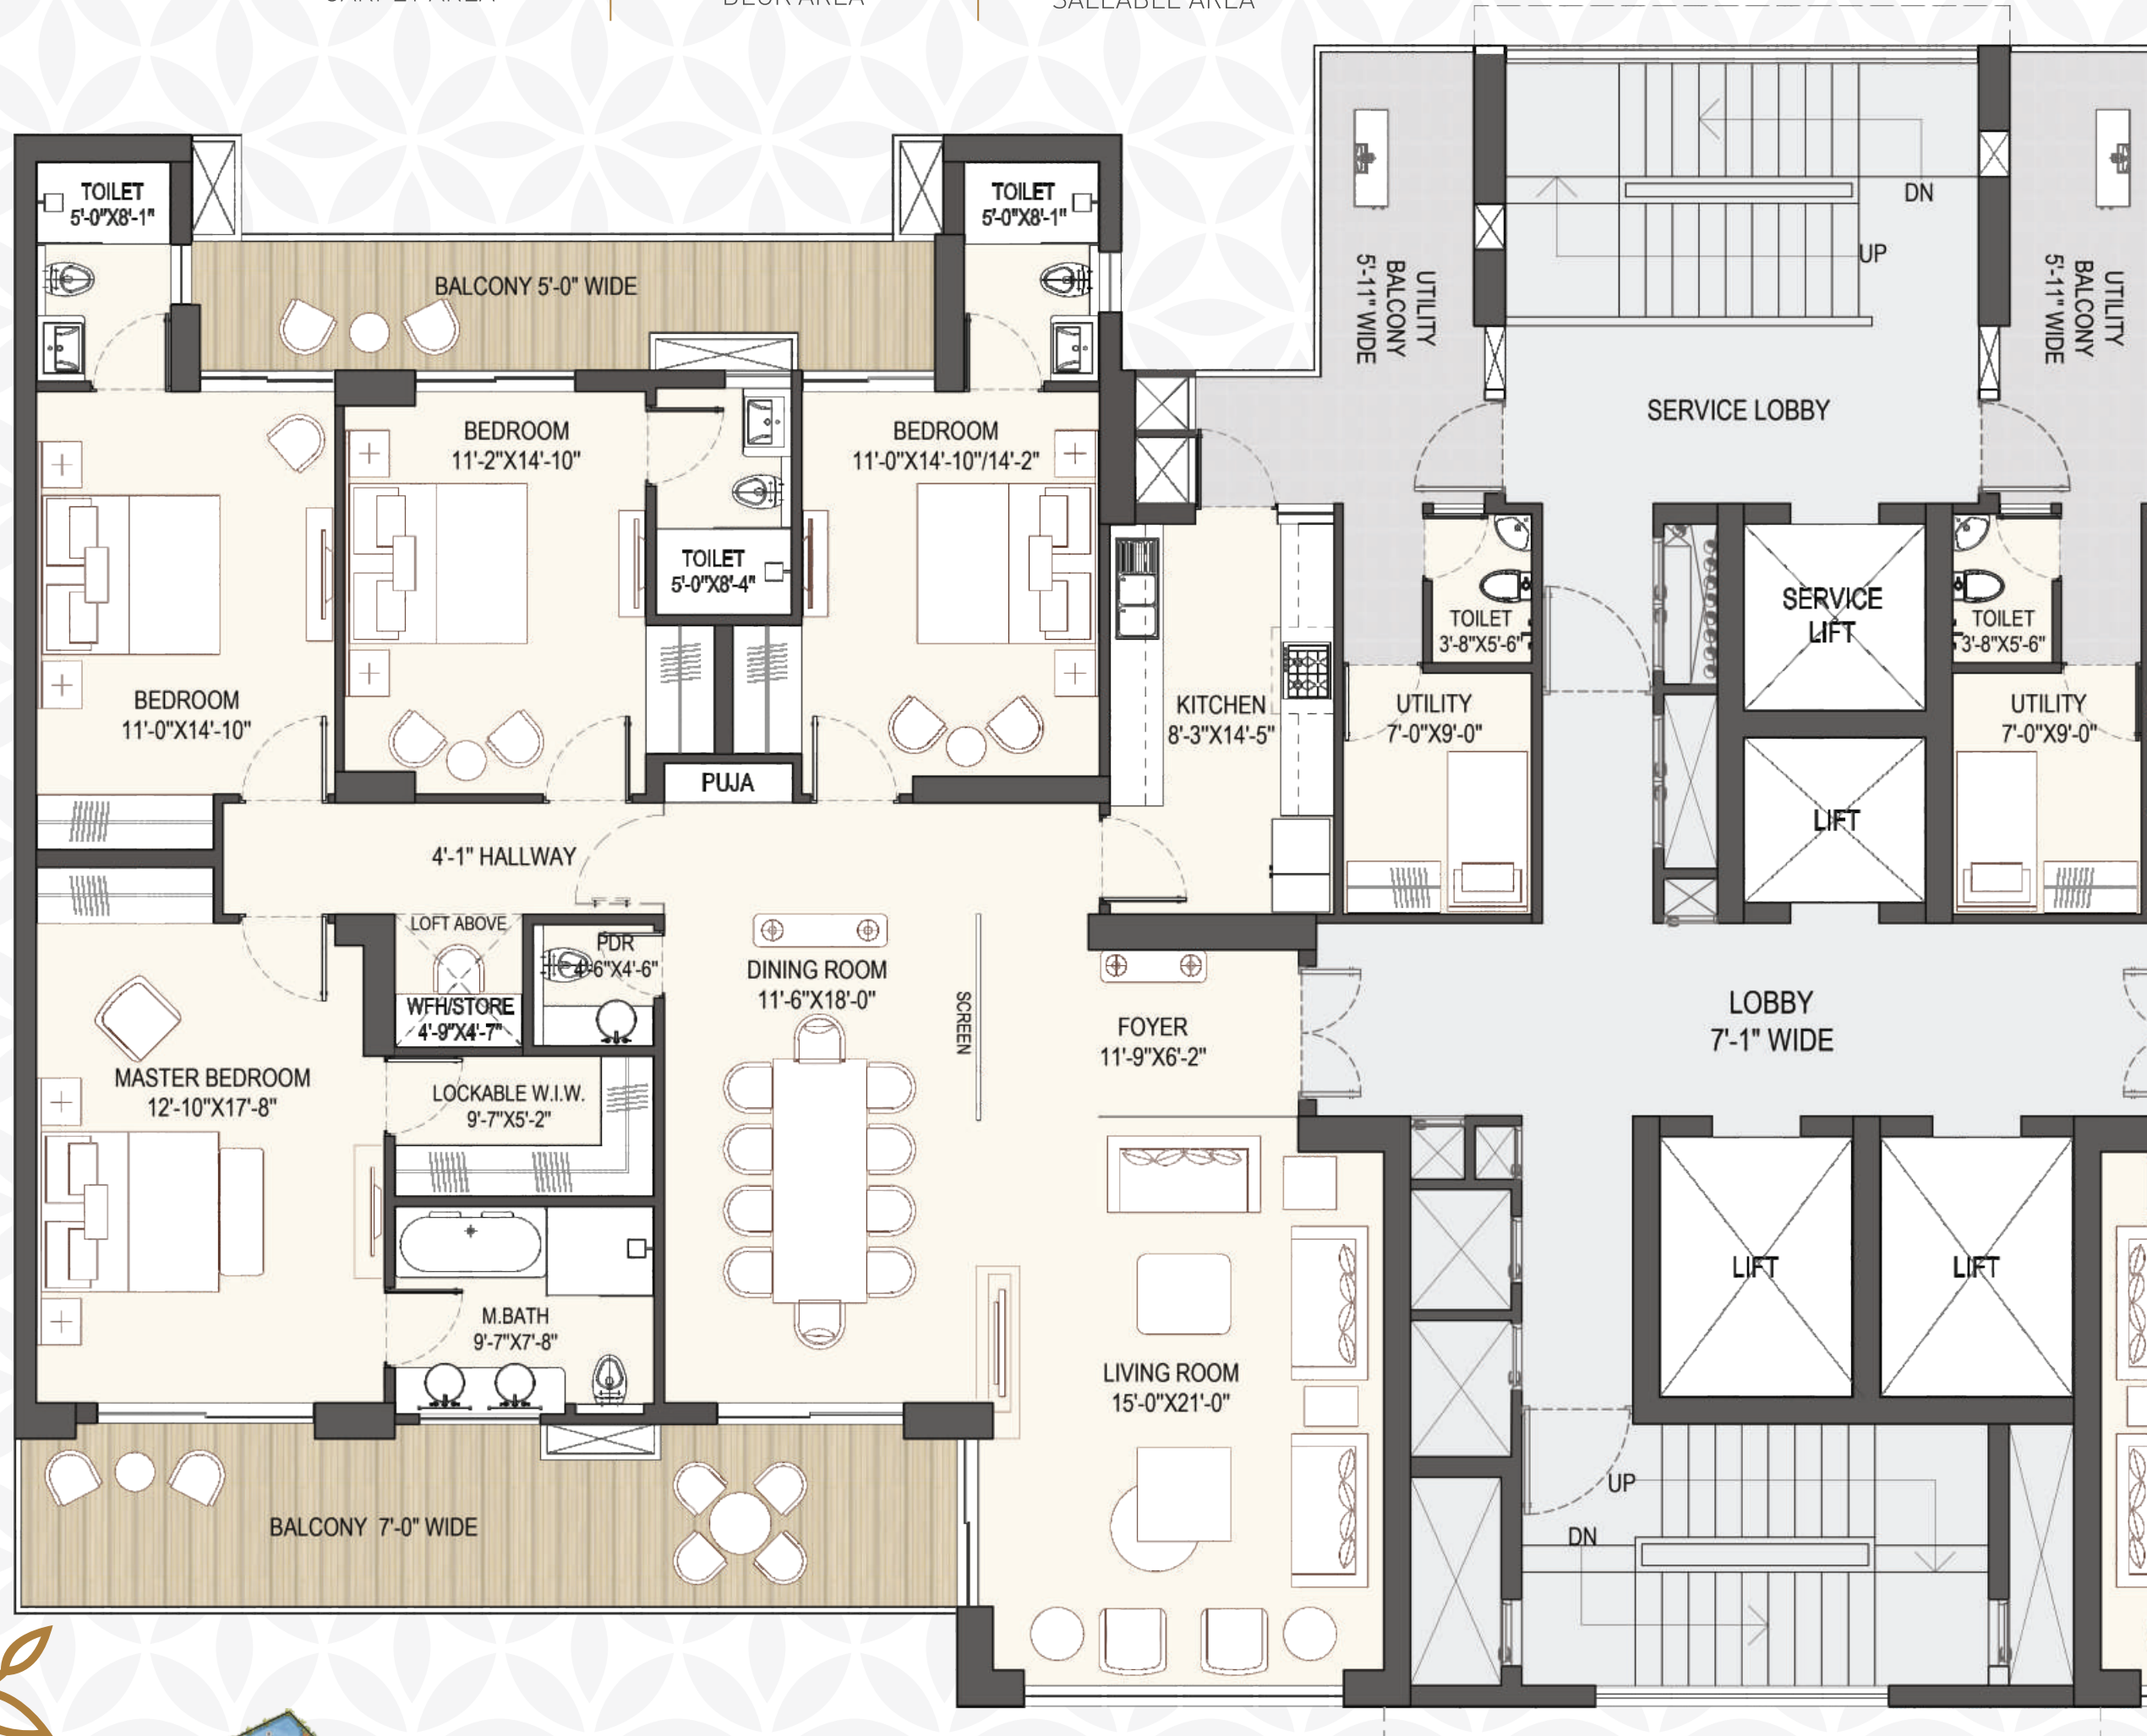 CARPET AREA
DECK AREA
SALEABLE AREA
TOILET
5'-0"X8'-1"
BALCONY 5'-0" WIDE
TOILET
5'-0"X8'-1"
UTILITY
BALCONY
5'-11" WIDE
DN
UP
UTILITY
BALCONY
5'-11" WIDE
SERVICE LOBBY
BEDROOM
11'-2"X14'-10"
BEDROOM
11'-0"X14'-10"/14'-2"
TOILET
5'-0"X8'-4"
BEDROOM
11'-0"X14'-10"
KITCHEN
8'-3"X14'-5"
TOILET
3'-8"X5'-6"
SERVICE
LIFT
TOILET
3'-8"X5'-6"
UTILITY
7'-0"X9'-0"
UTILITY
7'-0"X9'-0"
PUJA
LIFT
4'-1" HALLWAY
LOFT ABOVE
PDR
4'-6"X4'-6"
WFH/STORE
4'-9"X4'-7"
DINING ROOM
11'-6"X18'-0"
SCREEN
FOYER
11'-9"X6'-2"
LOBBY
7'-1" WIDE
MASTER BEDROOM
12'-10"X17'-8"
LOCKABLE W.I.W.
9'-7"X5'-2"
M.BATH
9'-7"X7'-8"
LIVING ROOM
15'-0"X21'-0"
LIFT
LIFT
UP
DN
BALCONY 7'-0" WIDE